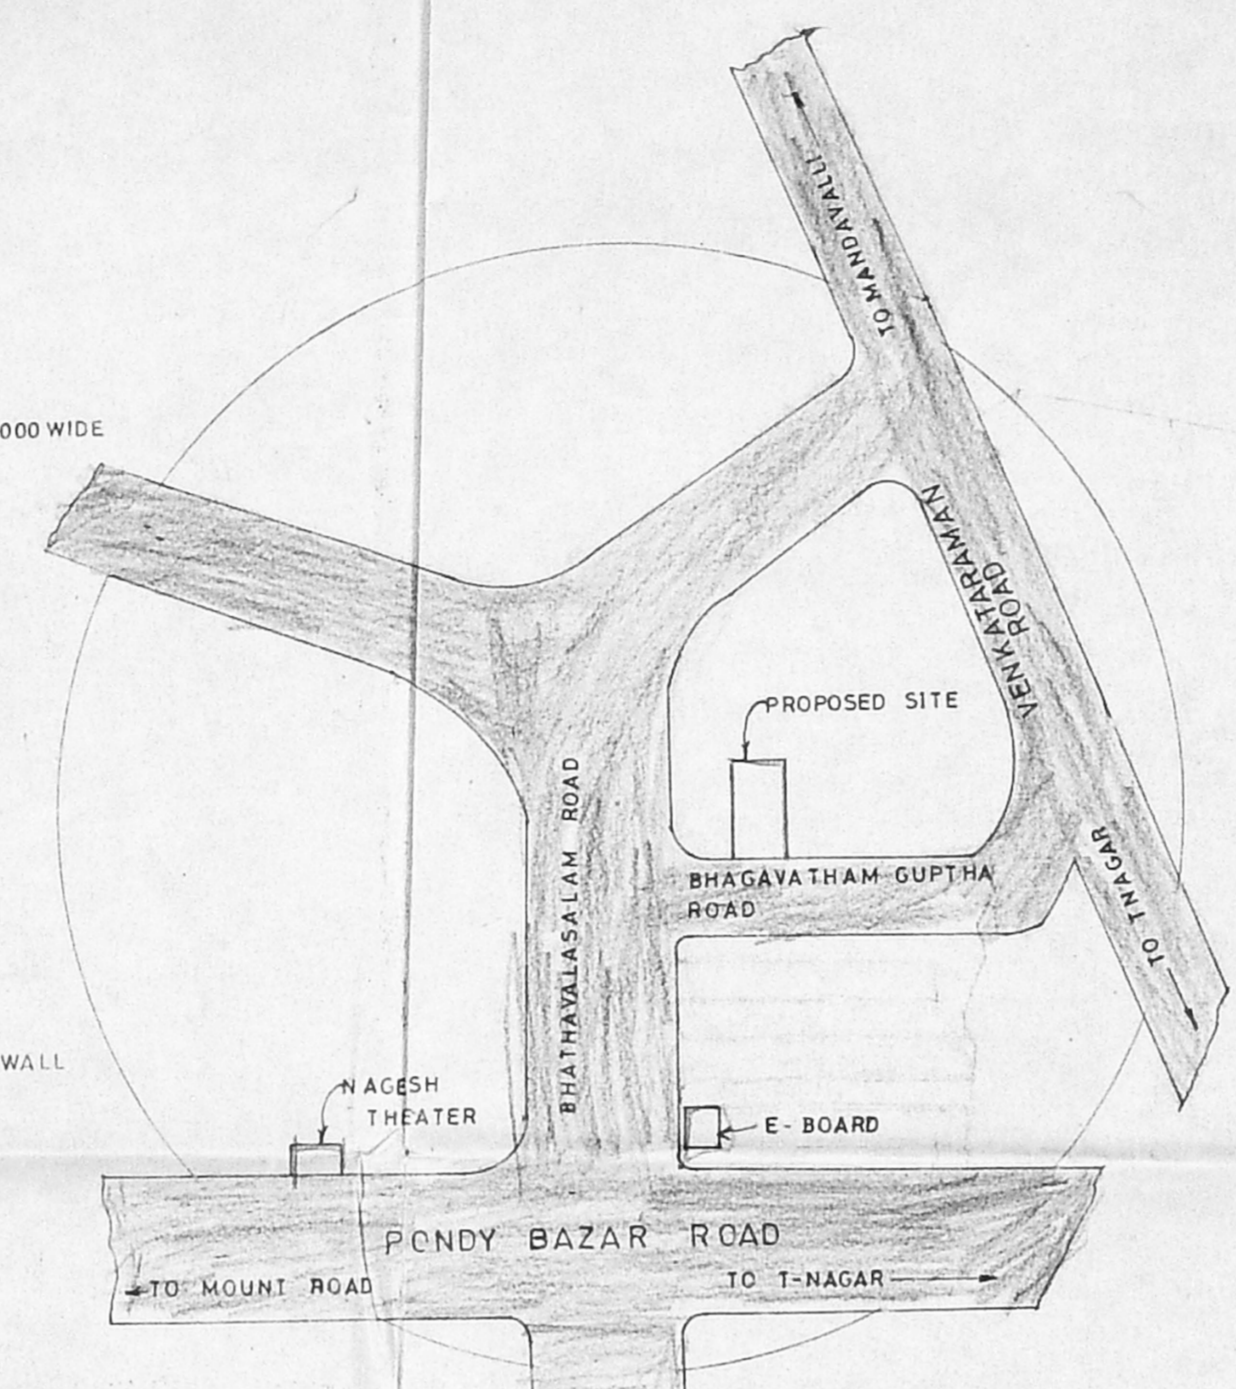 TO MANDAVALLI
000 WIDE
VENKATARAMAN
ROAD
PROPOSED SITE
BHATHAVALASALAM ROAD
BHAGAVATHAM GUPTHA
ROAD
TO TNAGAR
WALL
NAGESH
THEATER
E-BOARD
PONDY BAZAR ROAD
TO MOUNT ROAD
TO T-NAGAR